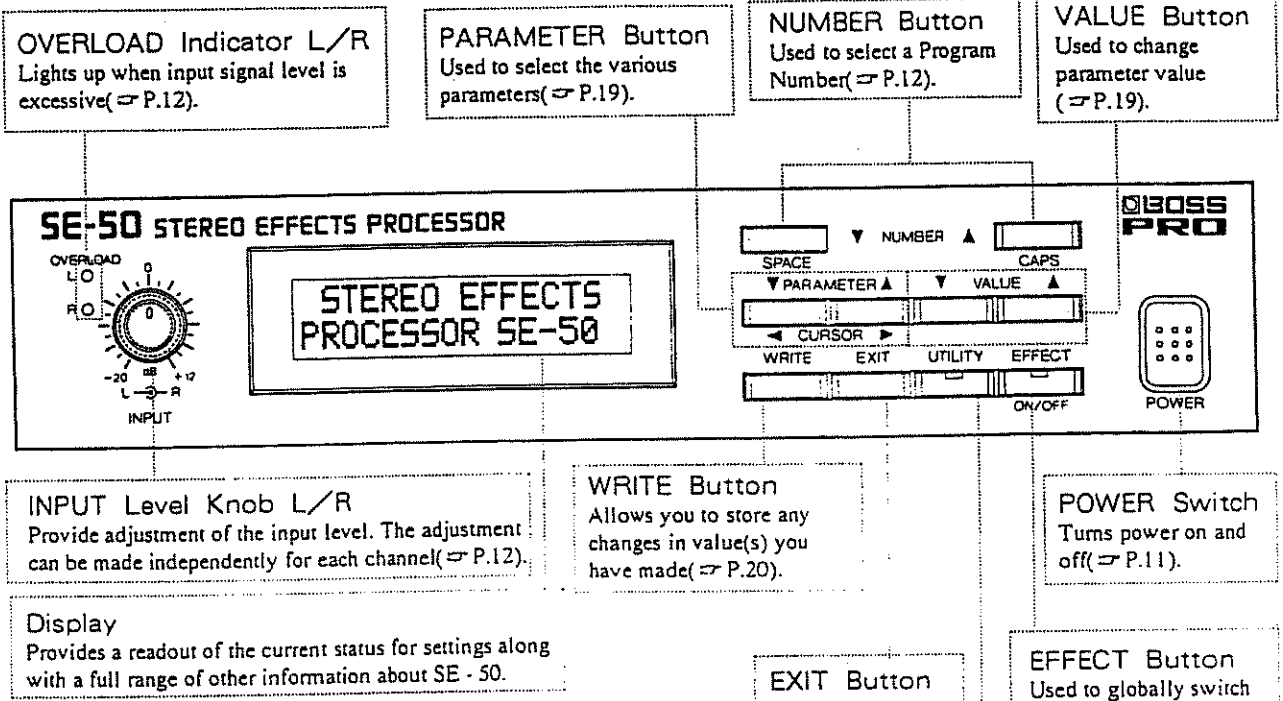 OVERLOAD Indicator L/R
Lights up when input signal level is
excessive(☞ P.12).
PARAMETER Button
Used to select the various
parameters(☞ P.19).
NUMBER Button
Used to select a Program
Number(☞ P.12).
VALUE Button
Used to change
parameter value
(☞ P.19).
SE-50 STEREO EFFECTS PROCESSOR
BOSS
PRO
OVERLOAD
L
R
0
0
-20 dB +12
L R
INPUT
STEREO EFFECTS
PROCESSOR SE-50
▼ NUMBER ▲
SPACE CAPS
▼ PARAMETER ▲ ▼ VALUE ▲
◄ CURSOR ►
WRITE EXIT UTILITY EFFECT
ON/OFF
POWER
INPUT Level Knob L/R
Provide adjustment of the input level. The adjustment
can be made independently for each channel(☞ P.12).
WRITE Button
Allows you to store any
changes in value(s) you
have made(☞ P.20).
POWER Switch
Turns power on and
off(☞ P.11).
Display
Provides a readout of the current status for settings along
with a full range of other information about SE - 50.
EXIT Button
EFFECT Button
Used to globally switch